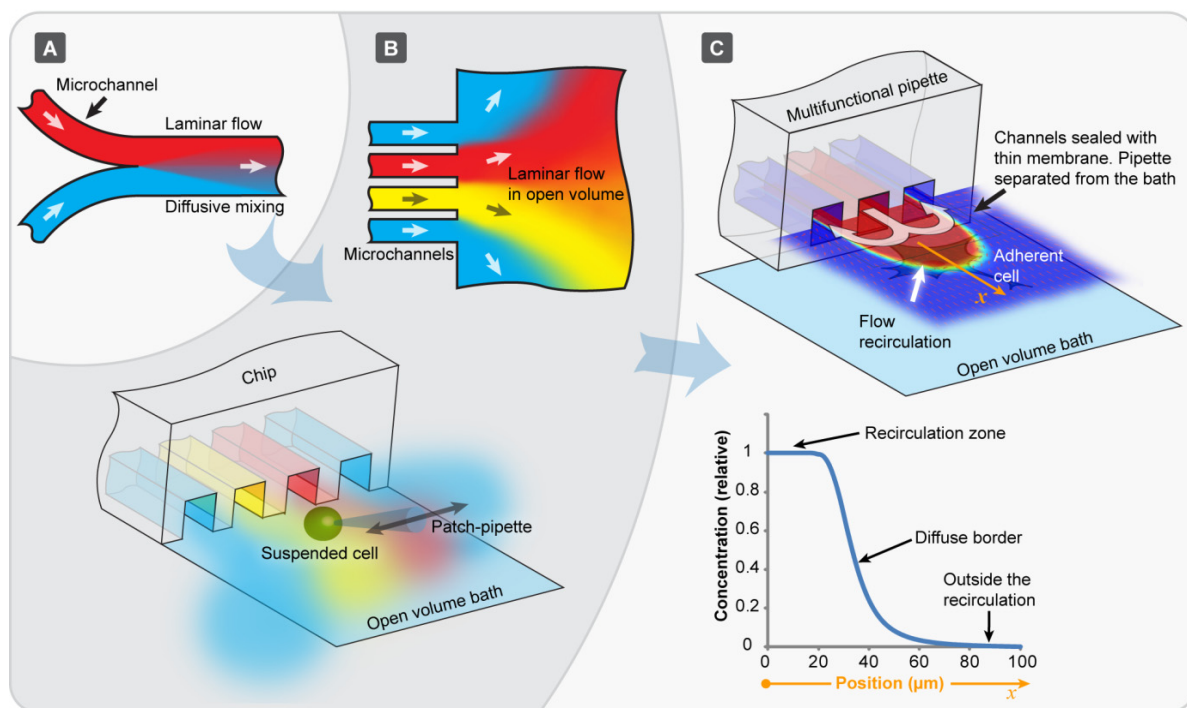 A
Microchannel
Laminar flow
Diffusive mixing
B
Laminar flow
in open volume
Microchannels
Chip
Suspended cell
Patch-pipette
Open volume bath
C
Multifunctional pipette
Channels sealed with
thin membrane. Pipette
separated from the bath
Adherent
cell
x
Flow
recirculation
Open volume bath
Concentration (relative)
1
0.8
0.6
0.4
0.2
0
Recirculation zone
Diffuse border
Outside the
recirculation
0 20 40 60 80 100
Position (µm) x